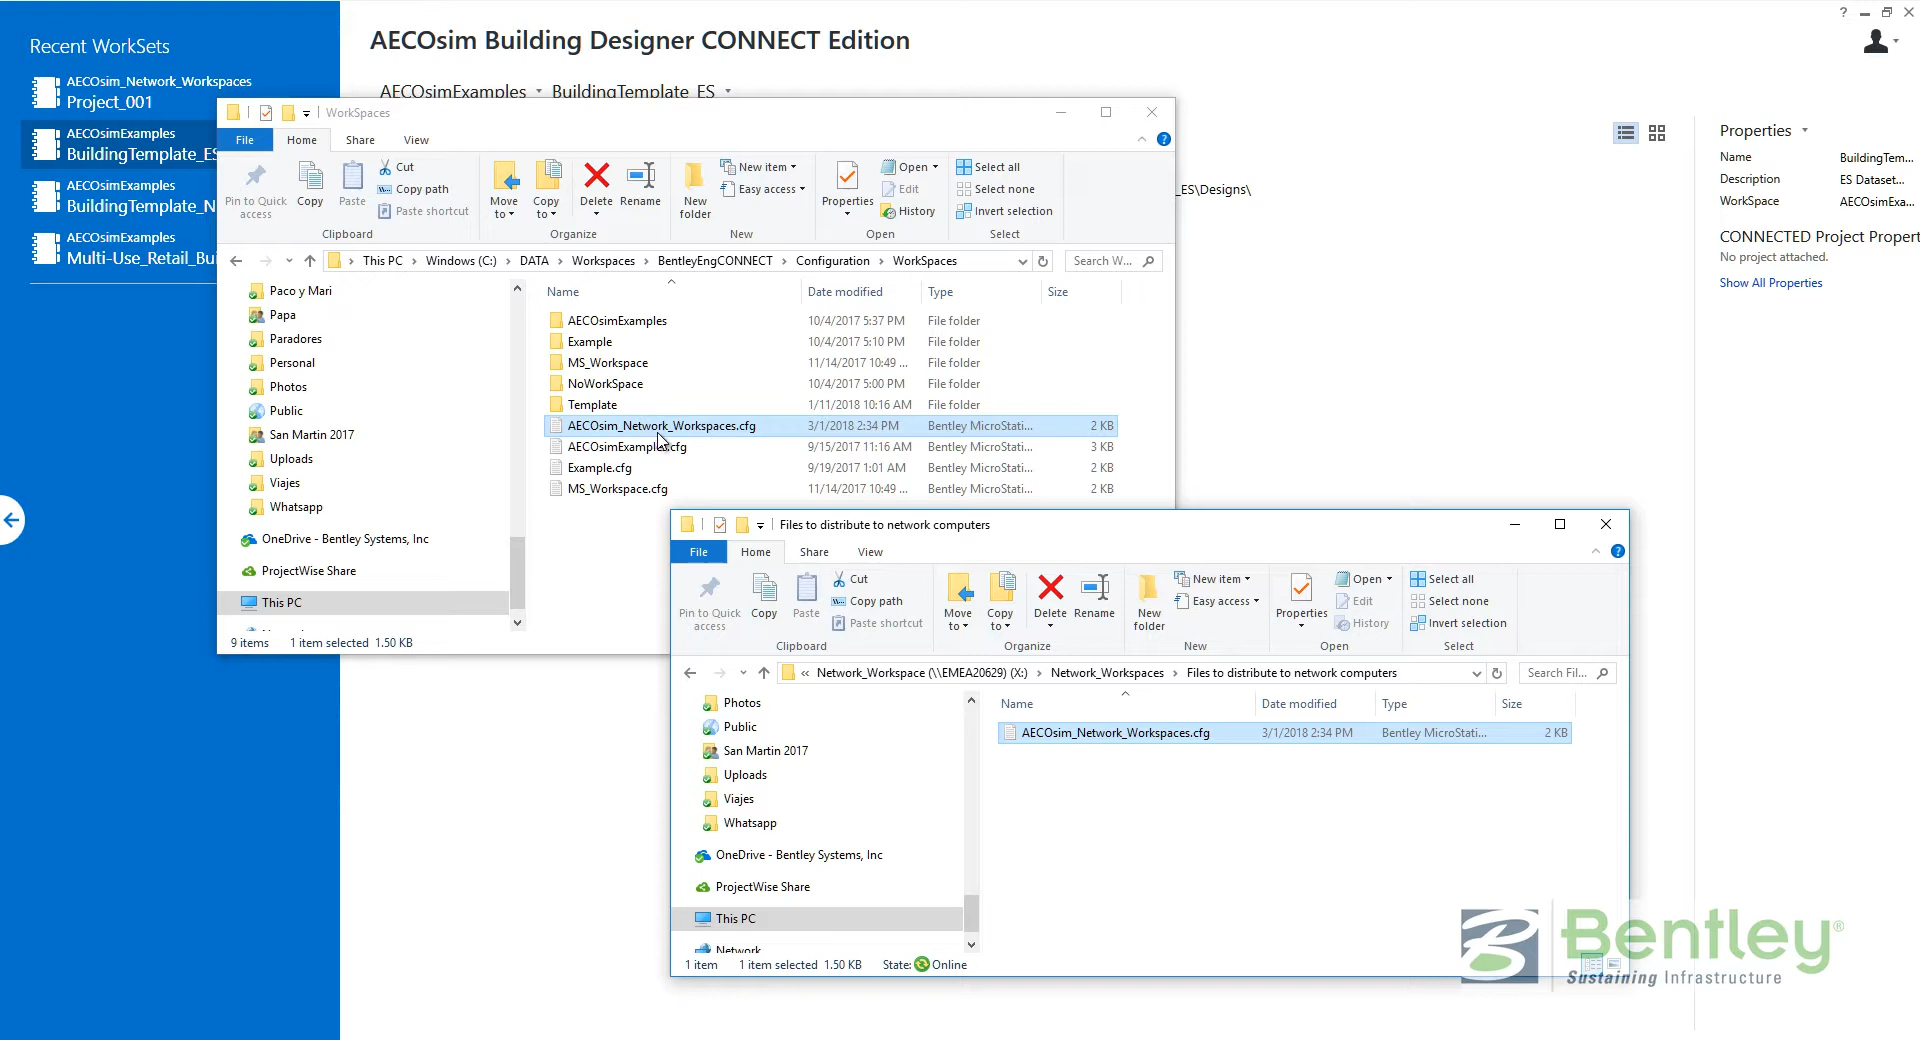 Recent WorkSets
AECOsim_Network_Workspaces
Project_001
AECOsimExamples
BuildingTemplate_ES
AECOsimExamples
BuildingTemplate_N
AECOsimExamples
Multi-Use_Retail_Bui
AECOsim Building Designer CONNECT Edition
AECOsimExamples BuildingTemplate_ES
_ES\Designs\
?
Properties
Name BuildingTem...
Description ES Dataset...
WorkSpace AECOsimExa...
CONNECTED Project Propert
No project attached.
Show All Properties
WorkSpaces
File Home Share View
Pin to Quick access
Copy
Paste
Cut
Copy path
Paste shortcut
Clipboard
Move to
Copy to
Delete
Rename
Organize
New folder
New item
Easy access
New
Properties
Open
Edit
History
Open
Select all
Select none
Invert selection
Select
This PC > Windows (C:) > DATA > Workspaces > BentleyEngCONNECT > Configuration > WorkSpaces
Search W...
Paco y Mari
Papa
Paradores
Personal
Photos
Public
San Martin 2017
Uploads
Viajes
Whatsapp
OneDrive - Bentley Systems, Inc
ProjectWise Share
This PC
Name Date modified Type Size
AECOsimExamples 10/4/2017 5:37 PM File folder
Example 10/4/2017 5:10 PM File folder
MS_Workspace 11/14/2017 10:49 ... File folder
NoWorkSpace 10/4/2017 5:00 PM File folder
Template 1/11/2018 10:16 AM File folder
AECOsim_Network_Workspaces.cfg 3/1/2018 2:34 PM Bentley MicroStati... 2 KB
AECOsimExamples.cfg 9/15/2017 11:16 AM Bentley MicroStati... 3 KB
Example.cfg 9/19/2017 1:01 AM Bentley MicroStati... 2 KB
MS_Workspace.cfg 11/14/2017 10:49 ... Bentley MicroStati... 2 KB
9 items 1 item selected 1.50 KB
Files to distribute to network computers
File Home Share View
Pin to Quick access
Copy
Paste
Cut
Copy path
Paste shortcut
Clipboard
Move to
Copy to
Delete
Rename
Organize
New folder
New item
Easy access
New
Properties
Open
Edit
History
Open
Select all
Select none
Invert selection
Select
« Network_Workspace (\\EMEA20629) (X:) > Network_Workspaces > Files to distribute to network computers
Search Fil...
Photos
Public
San Martin 2017
Uploads
Viajes
Whatsapp
OneDrive - Bentley Systems, Inc
ProjectWise Share
This PC
Network
Name Date modified Type Size
AECOsim_Network_Workspaces.cfg 3/1/2018 2:34 PM Bentley MicroStati... 2 KB
1 item 1 item selected 1.50 KB State: Online
Bentley®
Sustaining Infrastructure